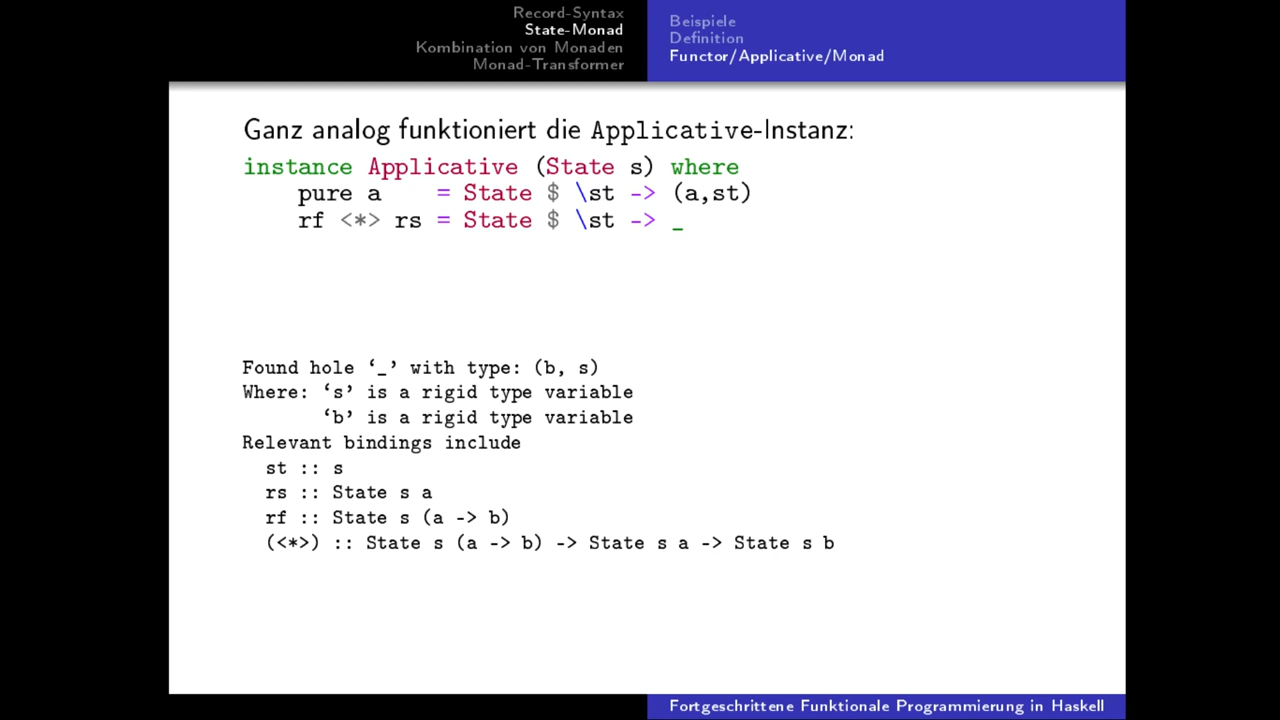 Record-Syntax
State-Monad
Kombination von Monaden
Monad-Transformer
Beispiele
Definition
Functor/Applicative/Monad
Ganz analog funktioniert die Applicative-Instanz:
instance Applicative (State s) where
    pure a    = State $ \st -> (a,st)
    rf <*> rs = State $ \st -> _
Found hole ‘_’ with type: (b, s)
Where: ‘s’ is a rigid type variable
       ‘b’ is a rigid type variable
Relevant bindings include
  st :: s
  rs :: State s a
  rf :: State s (a -> b)
  (<*>) :: State s (a -> b) -> State s a -> State s b
Fortgeschrittene Funktionale Programmierung in Haskell